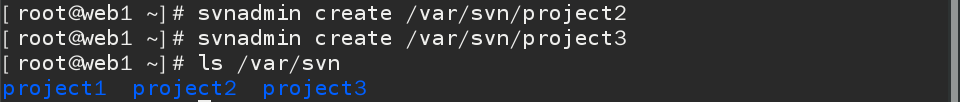 [root@web1 ~]# svnadmin create /var/svn/project2
[root@web1 ~]# svnadmin create /var/svn/project3
[root@web1 ~]# ls /var/svn
project1  project2  project3